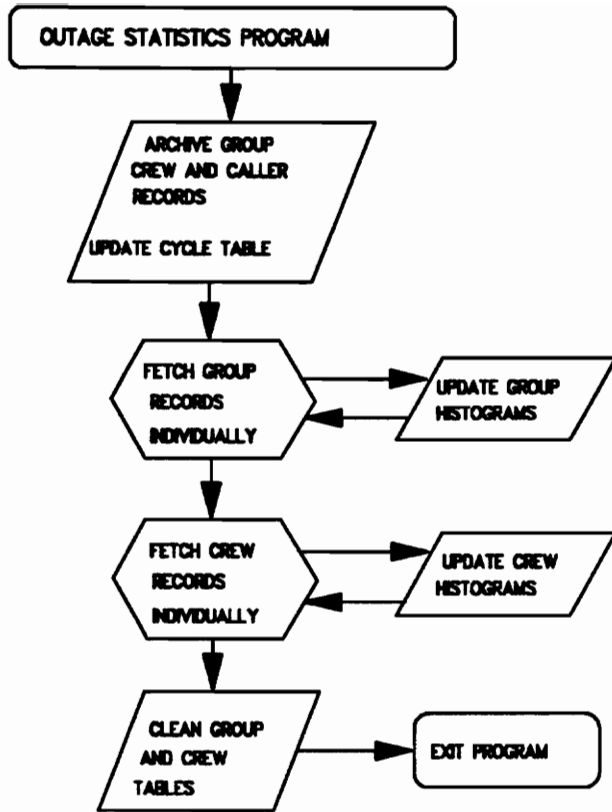 OUTAGE STATISTICS PROGRAM
ARCHIVE GROUP
CREW AND CALLER
RECORDS
UPDATE CYCLE TABLE
FETCH GROUP
RECORDS
INDIVIDUALLY
UPDATE GROUP
HISTOGRAMS
FETCH CREW
RECORDS
INDIVIDUALLY
UPDATE CREW
HISTOGRAMS
CLEAN GROUP
AND CREW
TABLES
EXIT PROGRAM